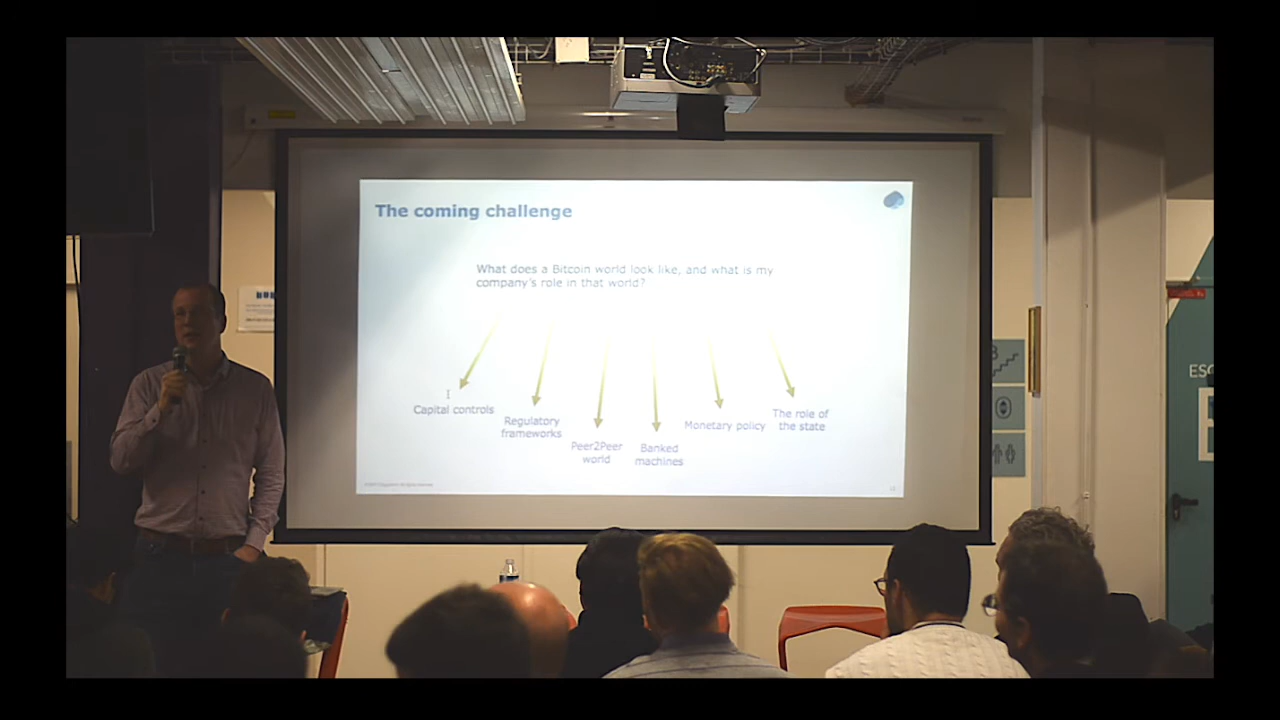 The coming challenge
What does a Bitcoin world look like, and what is my
company's role in that world?
Capital controls
Regulatory
frameworks
Peer2Peer
world
Banked
machines
Monetary policy
The role of
the state
ESC